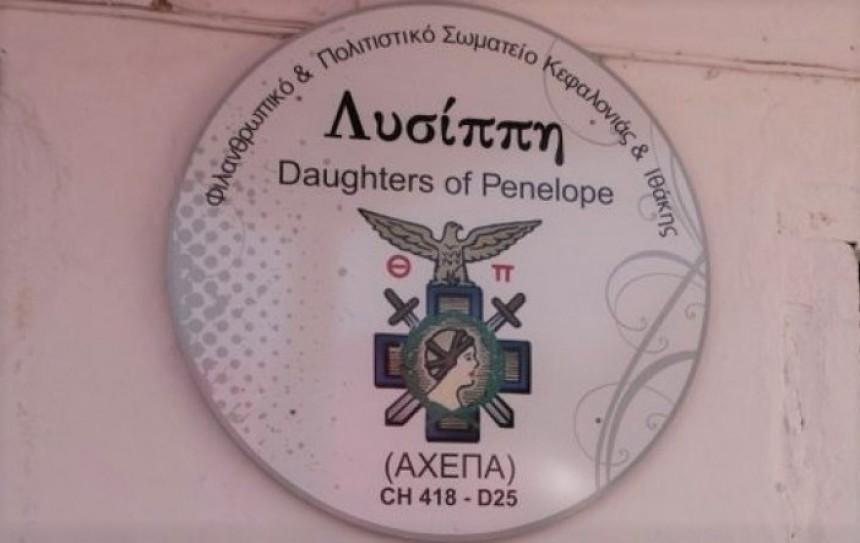 Φιλανθρωπικό & Πολιτιστικό Σωματείο Κεφαλονιάς & Ιθάκης
Λυσίππη
Daughters of Penelope
Θ π
(ΑΧΕΠΑ)
CH 418 - D25